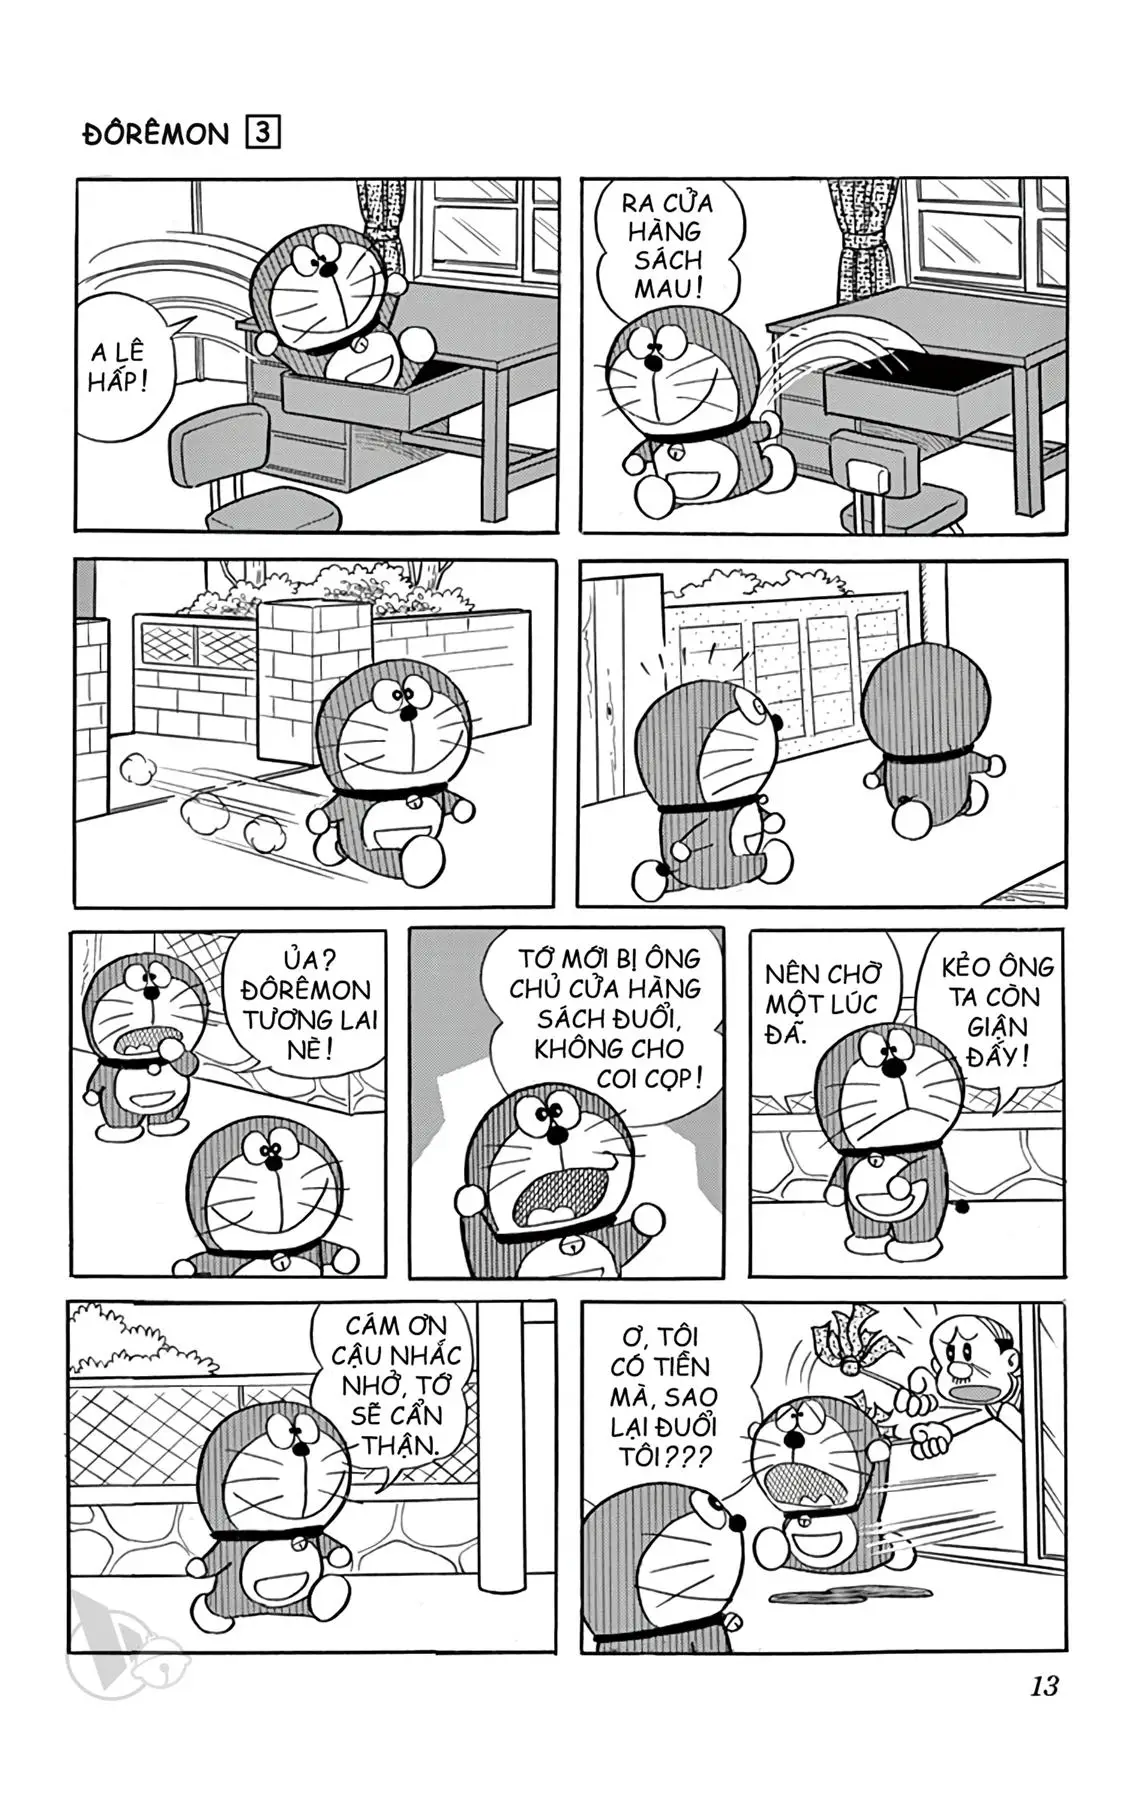 ĐÔRÊMON 3
A LÊ
HẤP!
RA CỬA
HÀNG
SÁCH
MAU!
ỦA?
ĐÔRÊMON
TƯƠNG LAI
NÈ!
TỚ MỚI BỊ ÔNG
CHỦ CỬA HÀNG
SÁCH ĐUỔI,
KHÔNG CHO
COI CỌP!
NÊN CHỜ
MỘT LÚC
ĐÃ.
KẺO ÔNG
TA CÒN
GIẬN
ĐẤY!
CÁM ƠN
CẬU NHẮC
NHỞ, TỚ
SẼ CẨN
THẬN.
Ơ, TÔI
CÓ TIỀN
MÀ, SAO
LẠI ĐUỔI
TÔI???
13